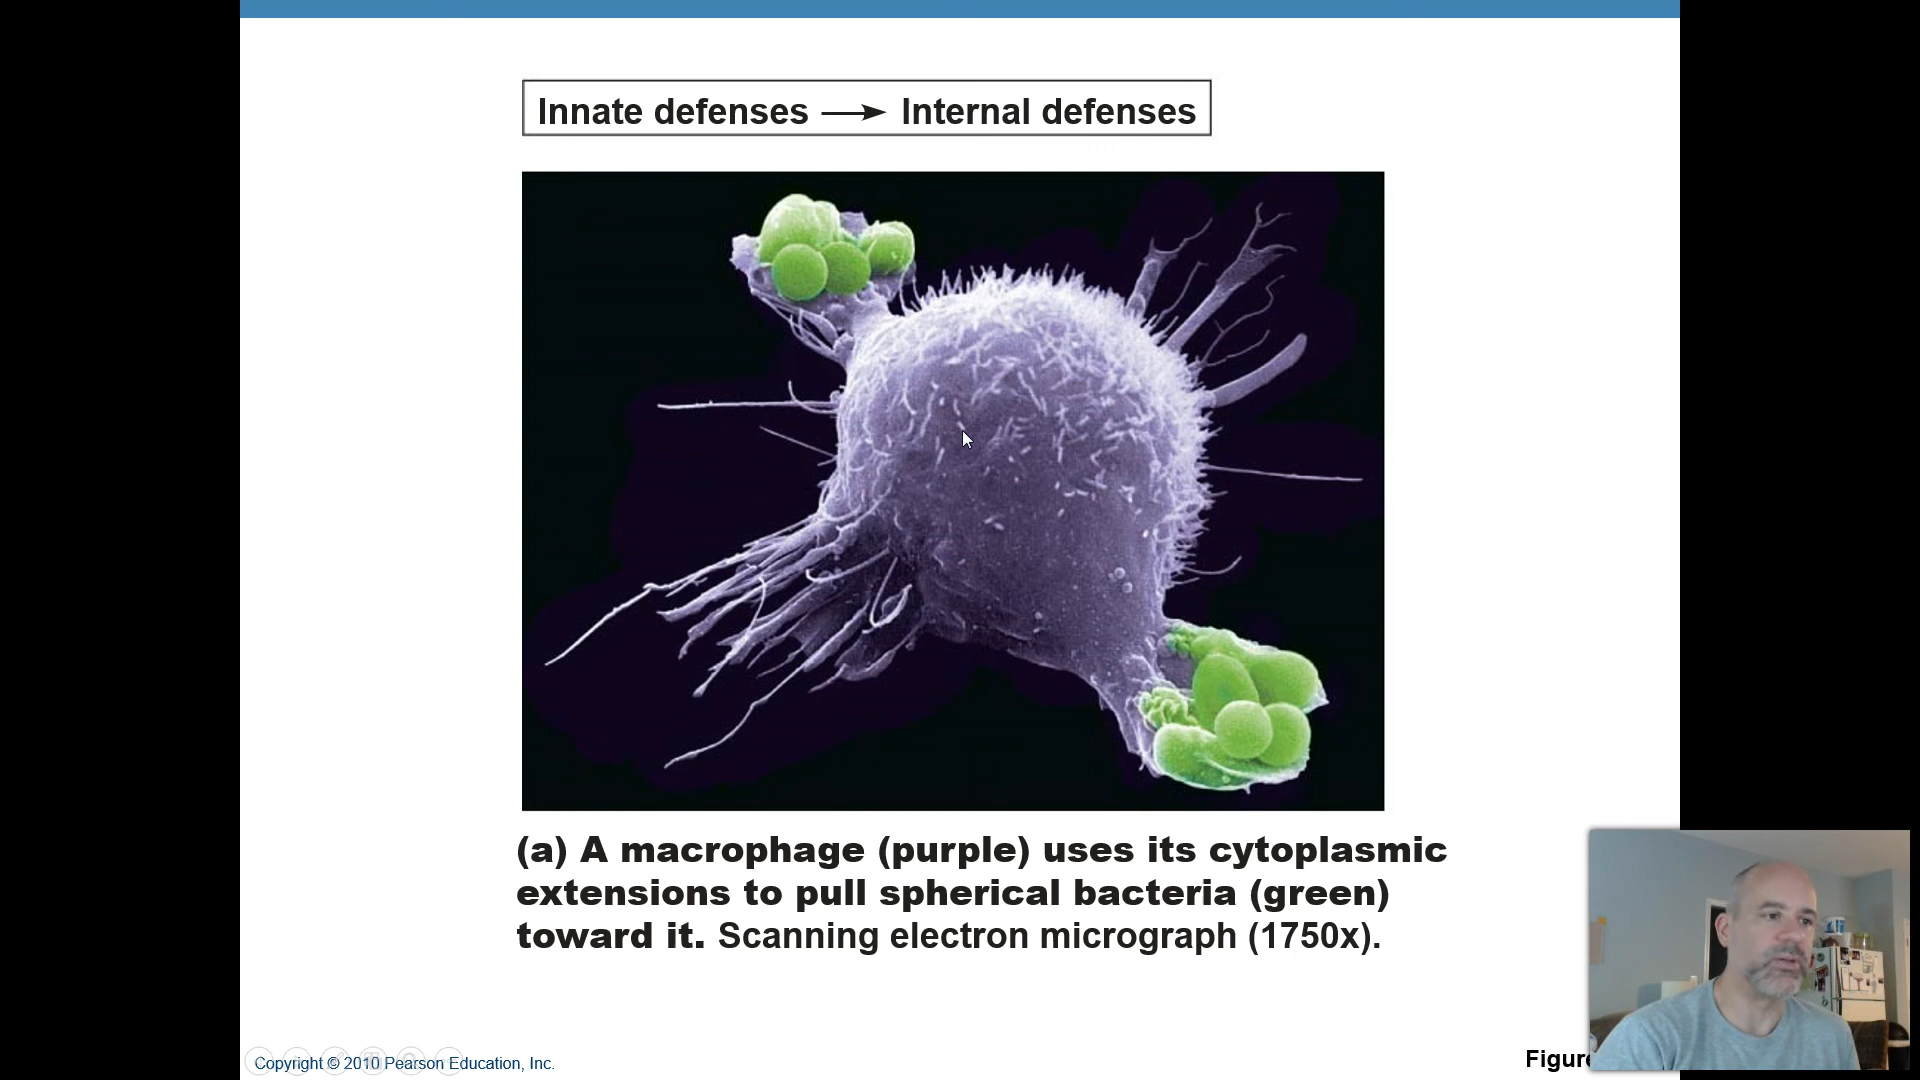 Innate defenses → Internal defenses
(a) A macrophage (purple) uses its cytoplasmic
extensions to pull spherical bacteria (green)
toward it. Scanning electron micrograph (1750x).
Copyright © 2010 Pearson Education, Inc.
Figure